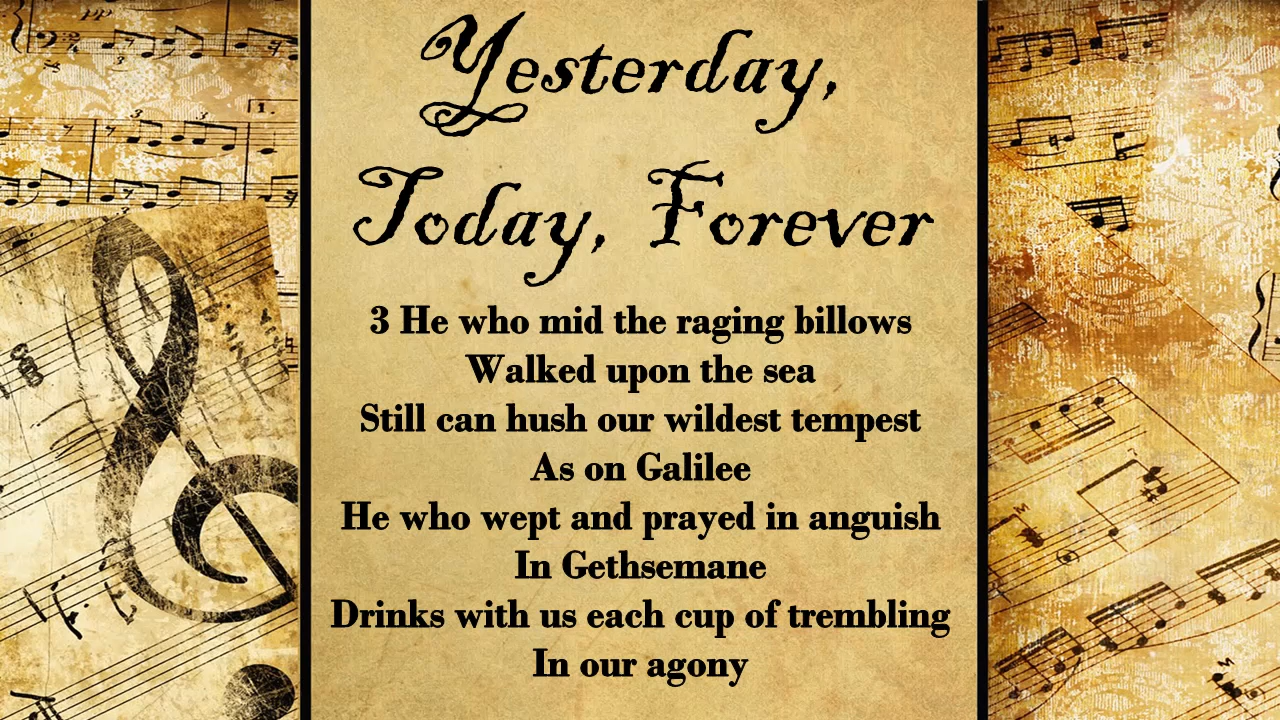 Yesterday,
Today, Forever
3 He who mid the raging billows
Walked upon the sea
Still can hush our wildest tempest
As on Galilee
He who wept and prayed in anguish
In Gethsemane
Drinks with us each cup of trembling
In our agony